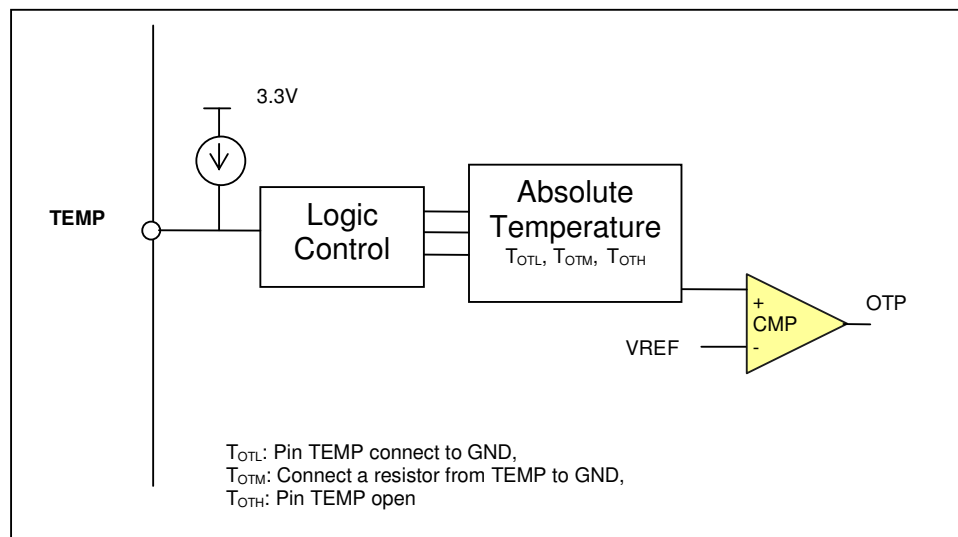 3.3V
TEMP
Logic
Control
Absolute
Temperature
TOTL, TOTM, TOTH
+
CMP
-
OTP
VREF
TOTL: Pin TEMP connect to GND,
TOTM: Connect a resistor from TEMP to GND,
TOTH: Pin TEMP open